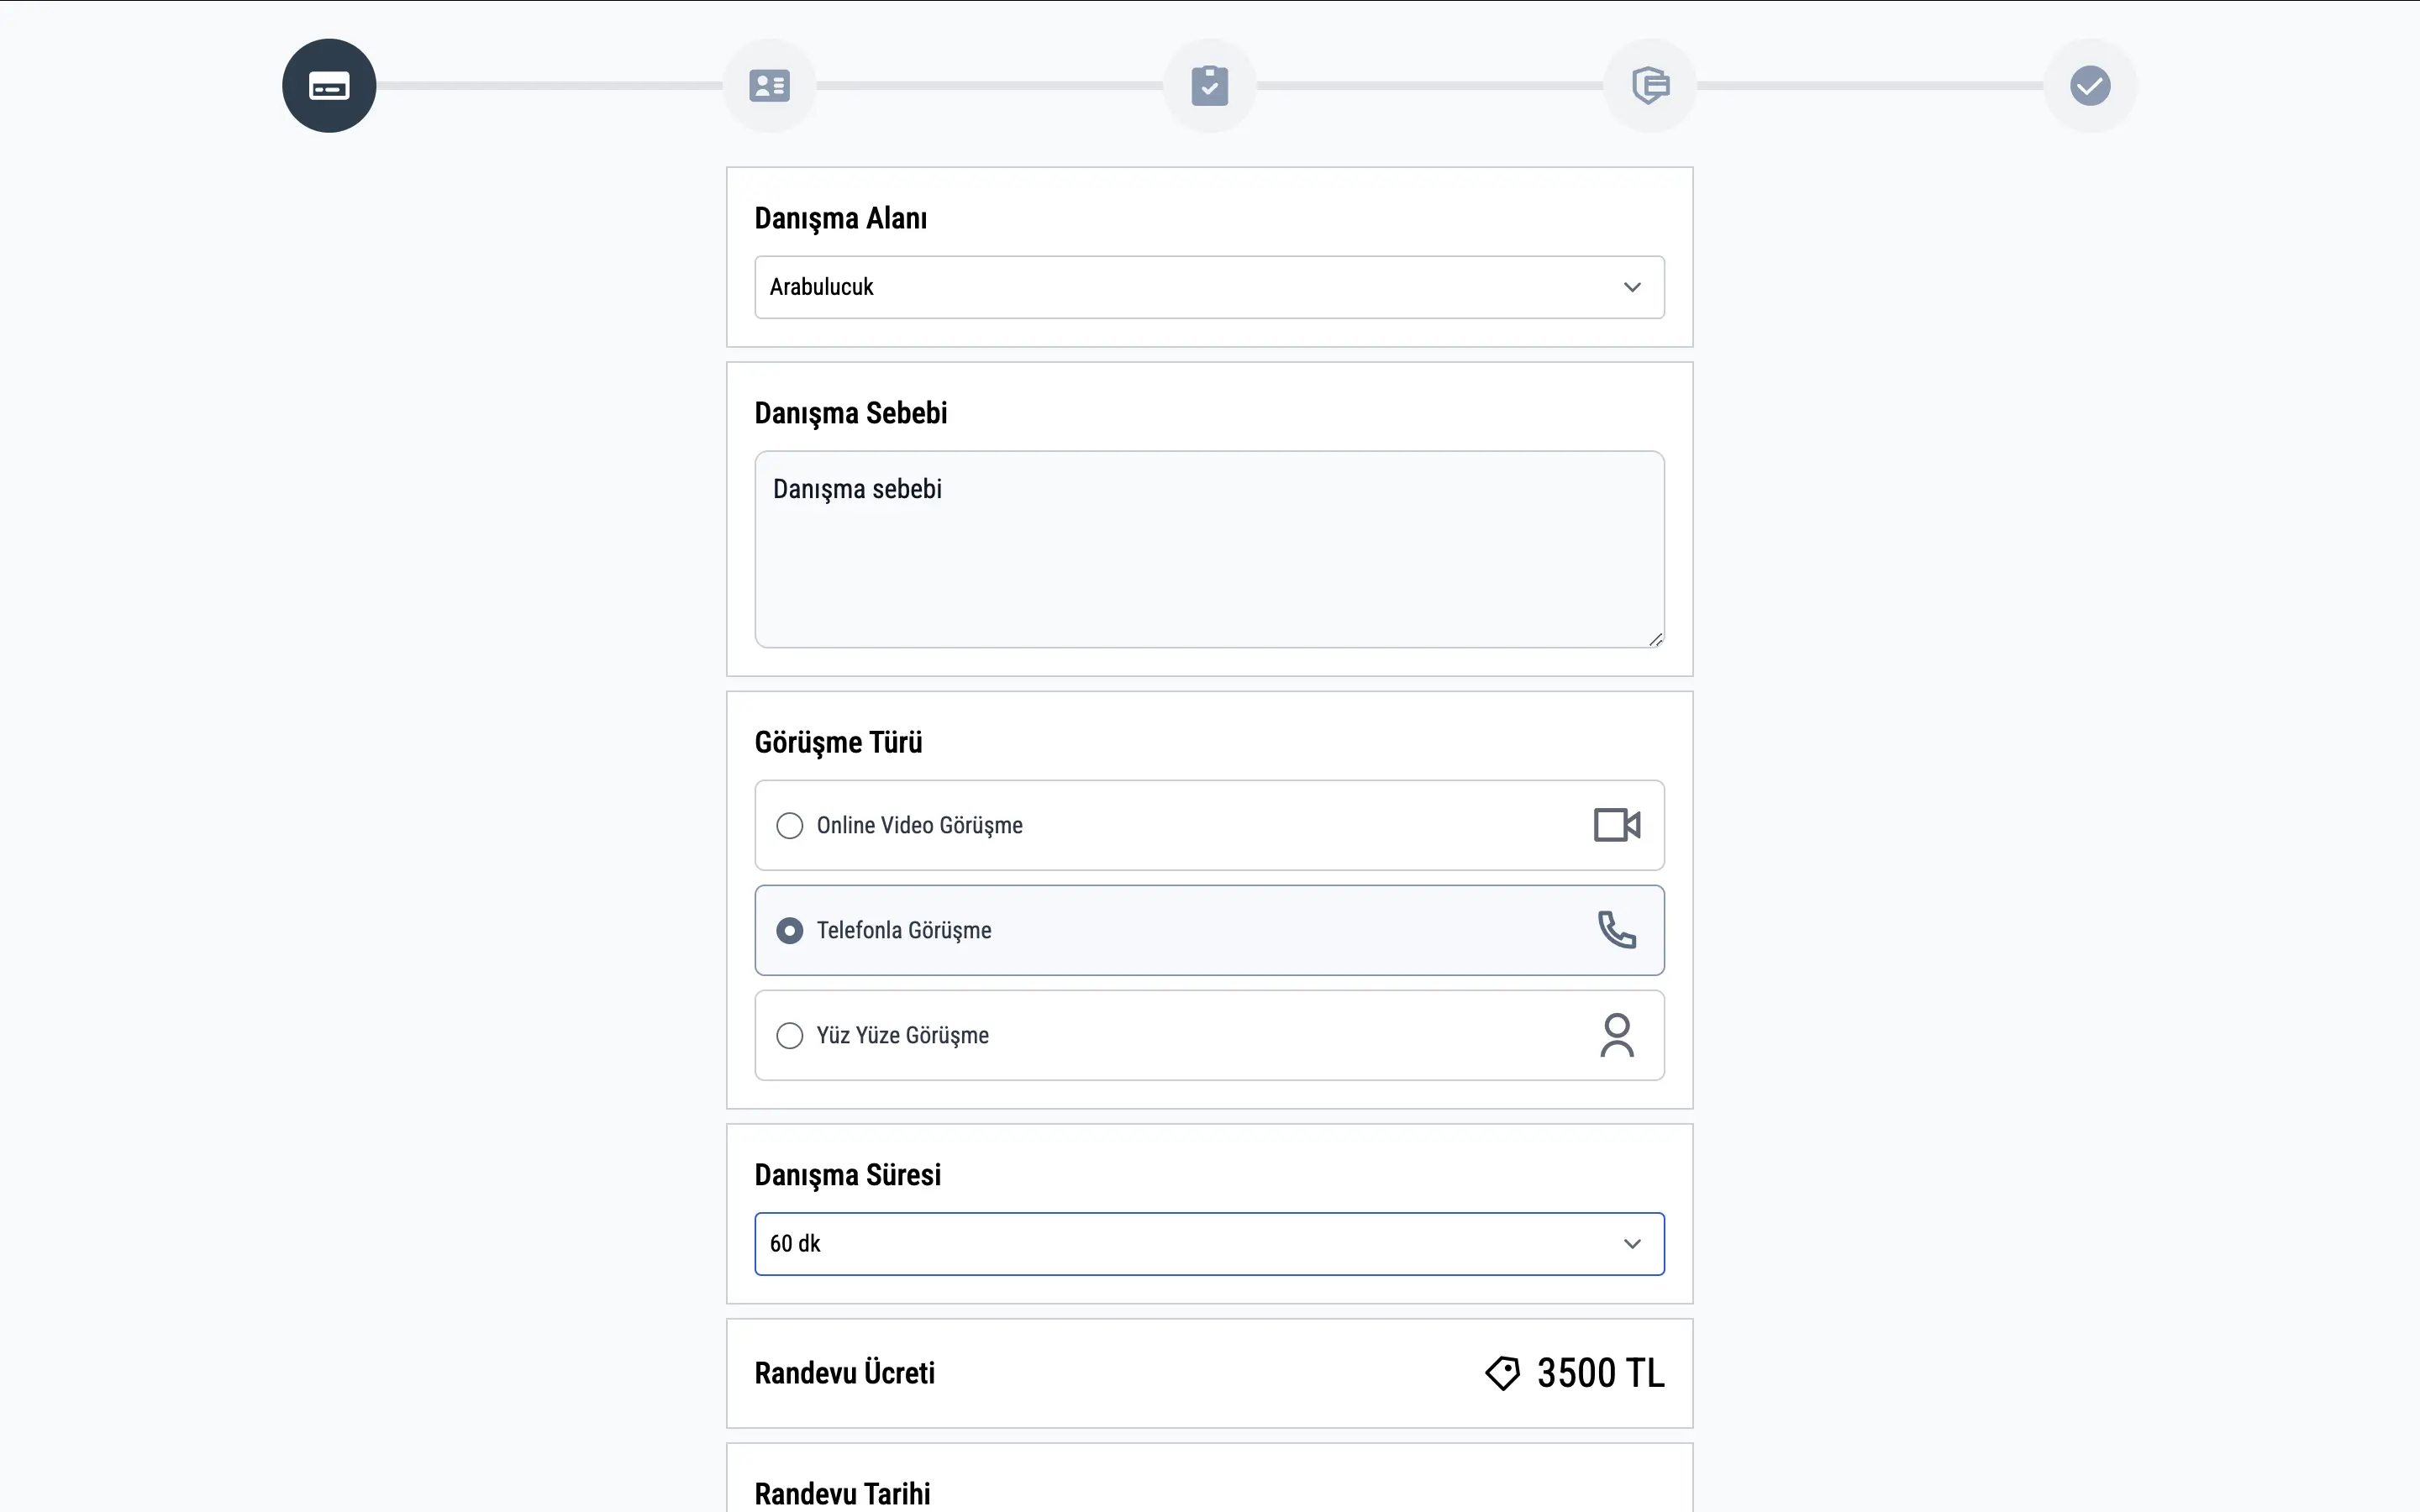 Danışma Alanı
Arabulucuk
Danışma Sebebi
Danışma sebebi
Görüşme Türü
Online Video Görüşme
Telefonla Görüşme
Yüz Yüze Görüşme
Danışma Süresi
60 dk
Randevu Ücreti 3500 TL
Randevu Tarihi